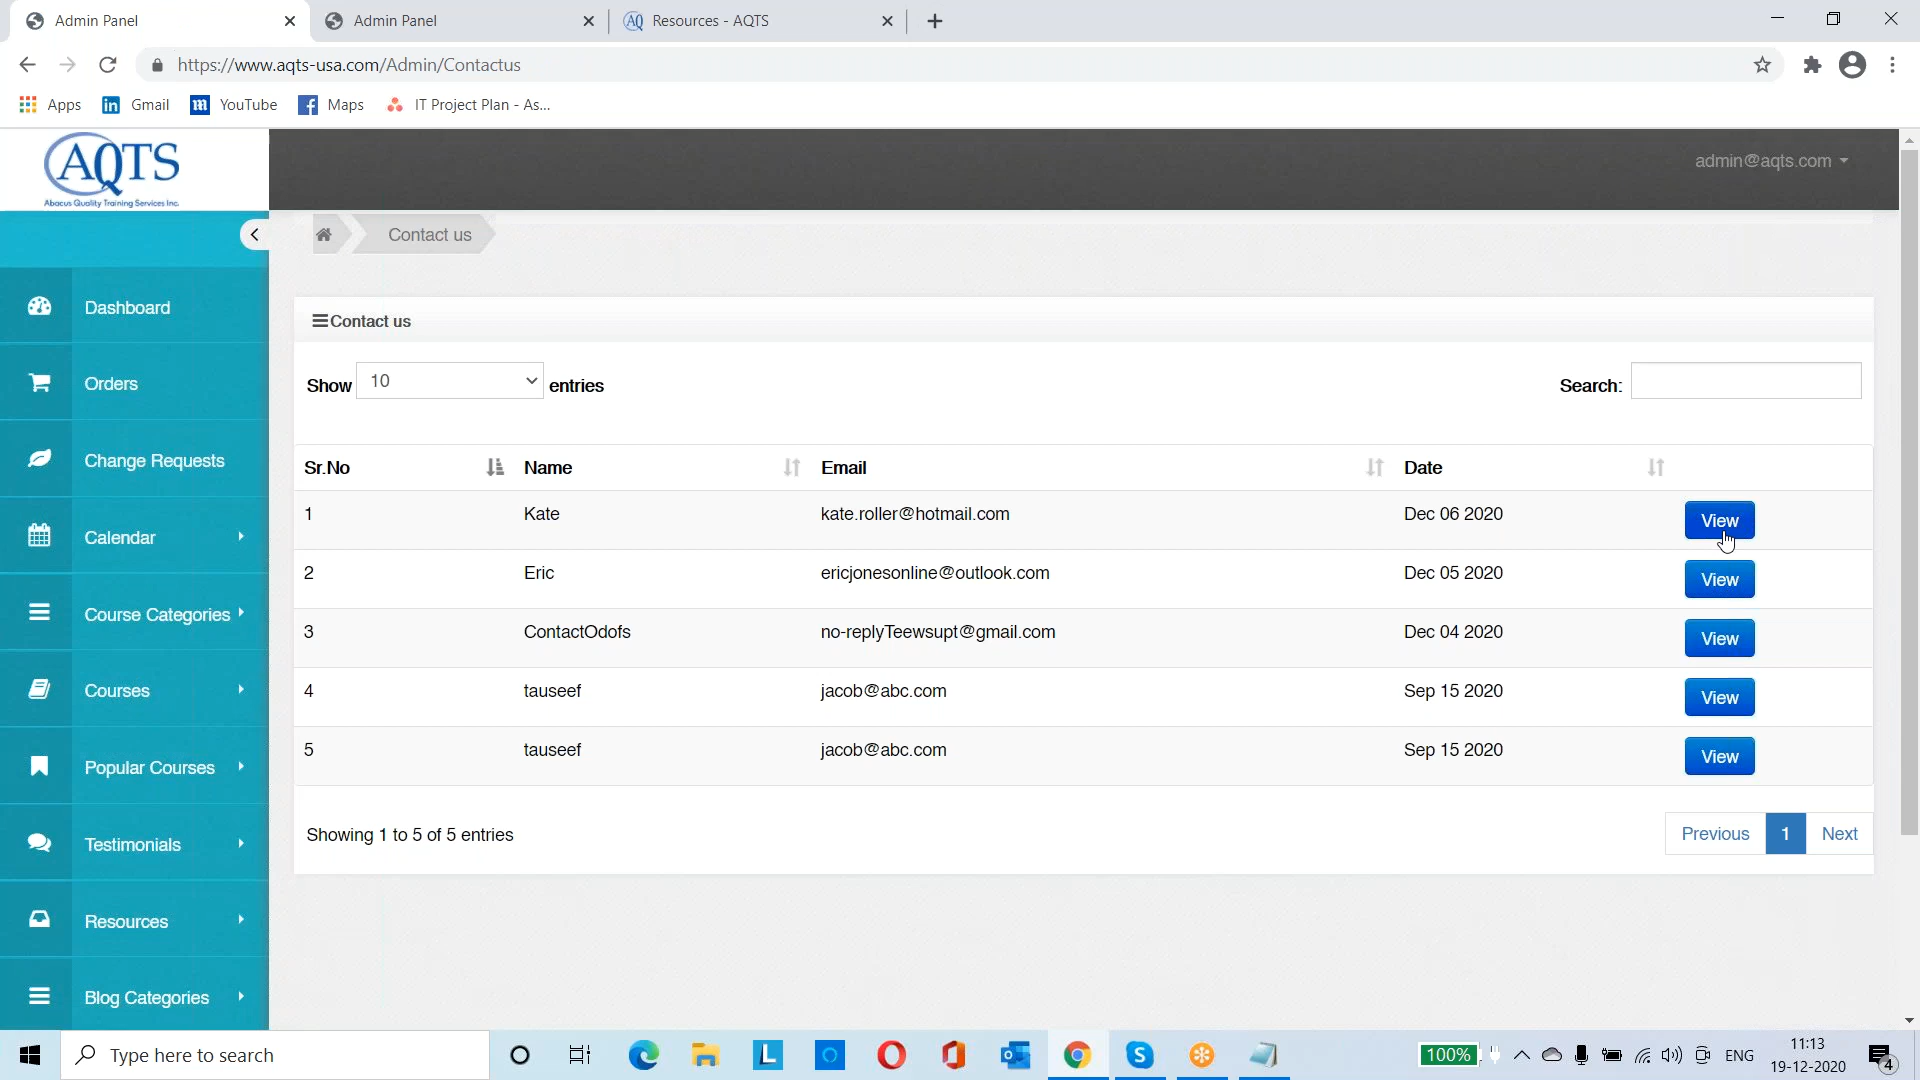 Admin Panel
Admin Panel
Resources - AQTS
https://www.aqts-usa.com/Admin/Contactus
Apps
Gmail
YouTube
Maps
IT Project Plan - As...
AQTS
Abacus Quality Training Services Inc.
admin@aqts.com
Contact us
Dashboard
Orders
Change Requests
Calendar
Course Categories
Courses
Popular Courses
Testimonials
Resources
Blog Categories
Contact us
Show 10 entries
Search:
Sr.No Name Email Date
1 Kate kate.roller@hotmail.com Dec 06 2020 View
2 Eric ericjonesonline@outlook.com Dec 05 2020 View
3 ContactOdofs no-replyTeewsupt@gmail.com Dec 04 2020 View
4 tauseef jacob@abc.com Sep 15 2020 View
5 tauseef jacob@abc.com Sep 15 2020 View
Showing 1 to 5 of 5 entries
Previous 1 Next
Type here to search
100%
ENG
11:13
19-12-2020
4